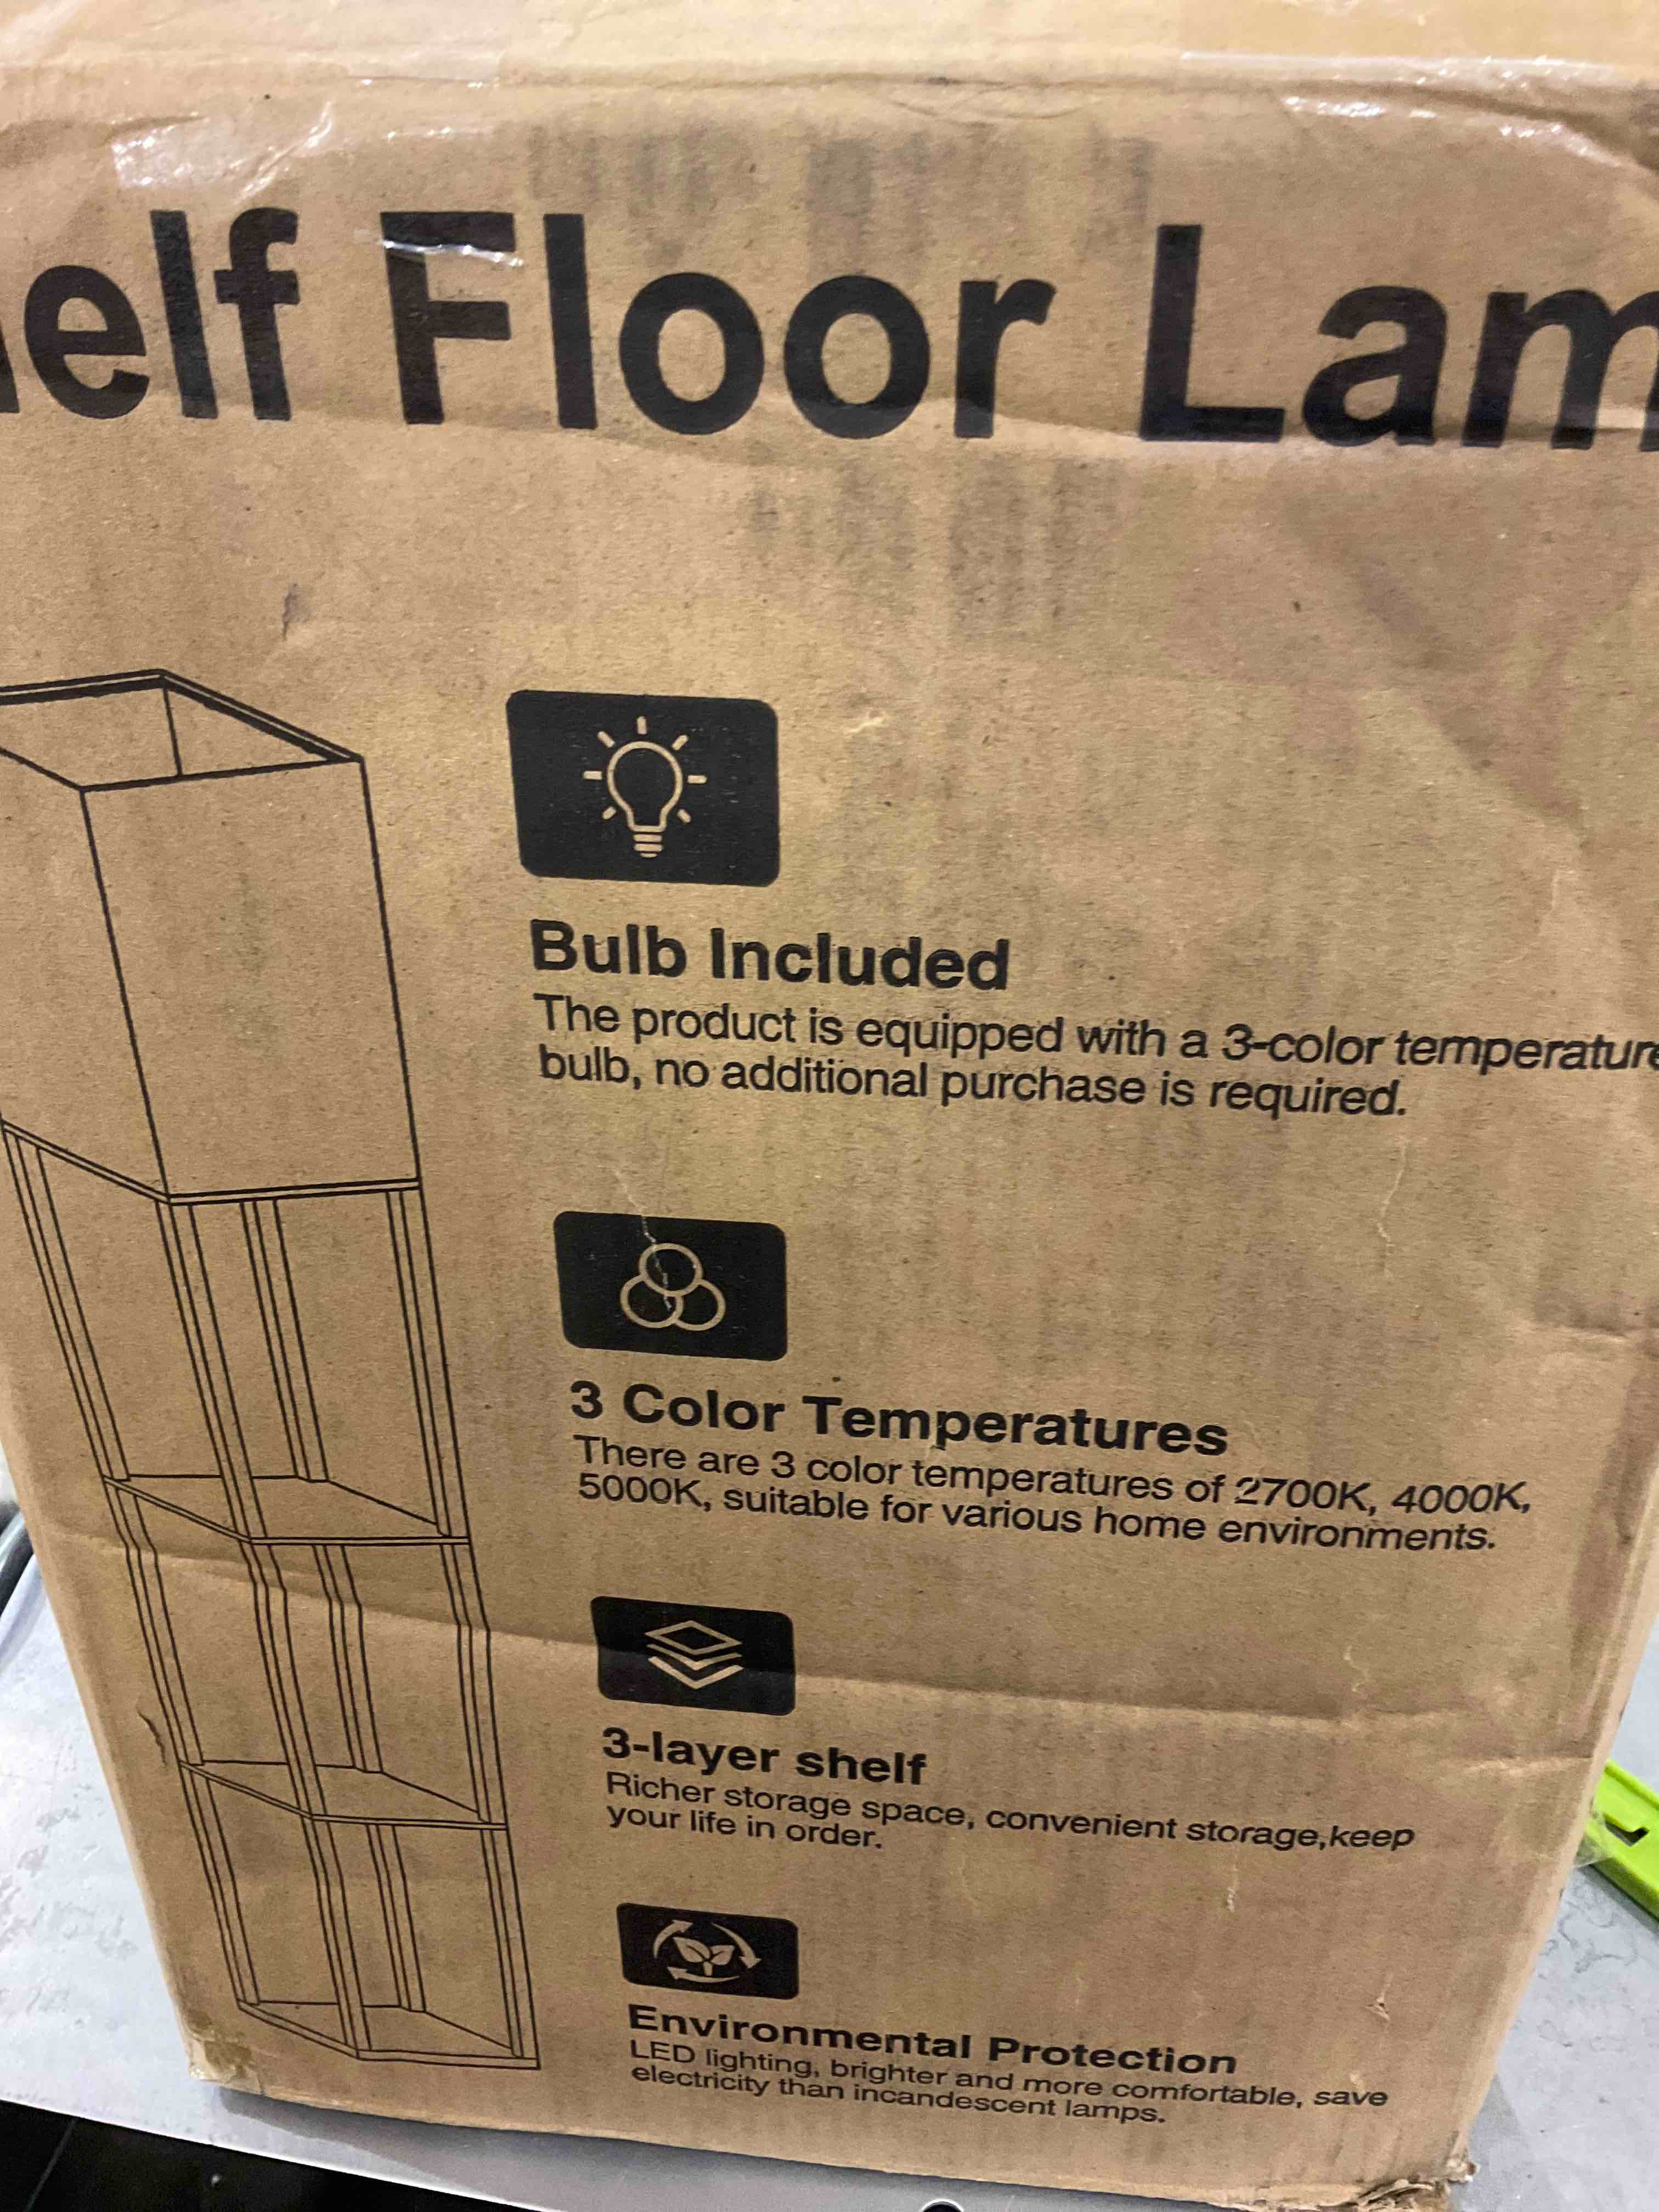 elf Floor Lam
Bulb Included
The product is equipped with a 3-color temperature
bulb, no additional purchase is required.
3 Color Temperatures
There are 3 color temperatures of 2700K, 4000K,
5000K, suitable for various home environments.
3-layer shelf
Richer storage space, convenient storage,keep
your life in order.
Environmental Protection
LED lighting, brighter and more comfortable, save
electricity than incandescent lamps.